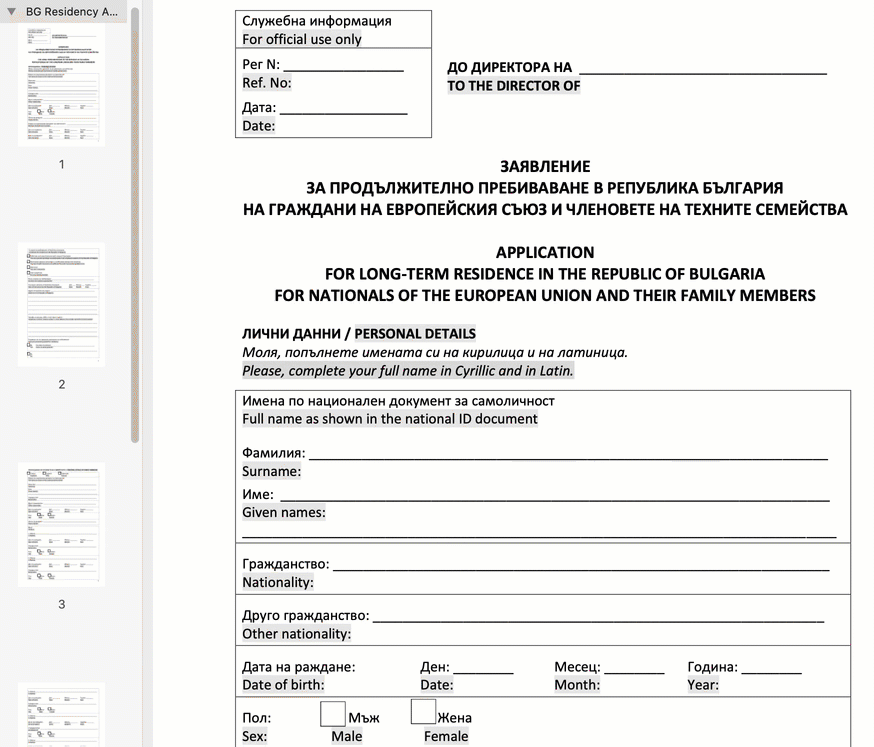 BG Residency A...
1
2
3
Служебна информация
For official use only
Рег N: ________________
Ref. No:
Дата: _________________
Date:
ДО ДИРЕКТОРА НА _________________________________
TO THE DIRECTOR OF
ЗАЯВЛЕНИЕ
ЗА ПРОДЪЛЖИТЕЛНО ПРЕБИВАВАНЕ В РЕПУБЛИКА БЪЛГАРИЯ
НА ГРАЖДАНИ НА ЕВРОПЕЙСКИЯ СЪЮЗ И ЧЛЕНОВЕТЕ НА ТЕХНИТЕ СЕМЕЙСТВА
APPLICATION
FOR LONG-TERM RESIDENCE IN THE REPUBLIC OF BULGARIA
FOR NATIONALS OF THE EUROPEAN UNION AND THEIR FAMILY MEMBERS
ЛИЧНИ ДАННИ / PERSONAL DETAILS
Моля, попълнете имената си на кирилица и на латиница.
Please, complete your full name in Cyrillic and in Latin.
Имена по национален документ за самоличност
Full name as shown in the national ID document
Фамилия: ____________________
Surname:
Име: ____________________
Given names:
Гражданство: ____________________
Nationality:
Друго гражданство: ____________________
Other nationality:
Дата на раждане: Ден: ________ Месец: ________ Година: ________
Date of birth: Date: Month: Year:
Пол: Мъж Жена
Sex: Male Female